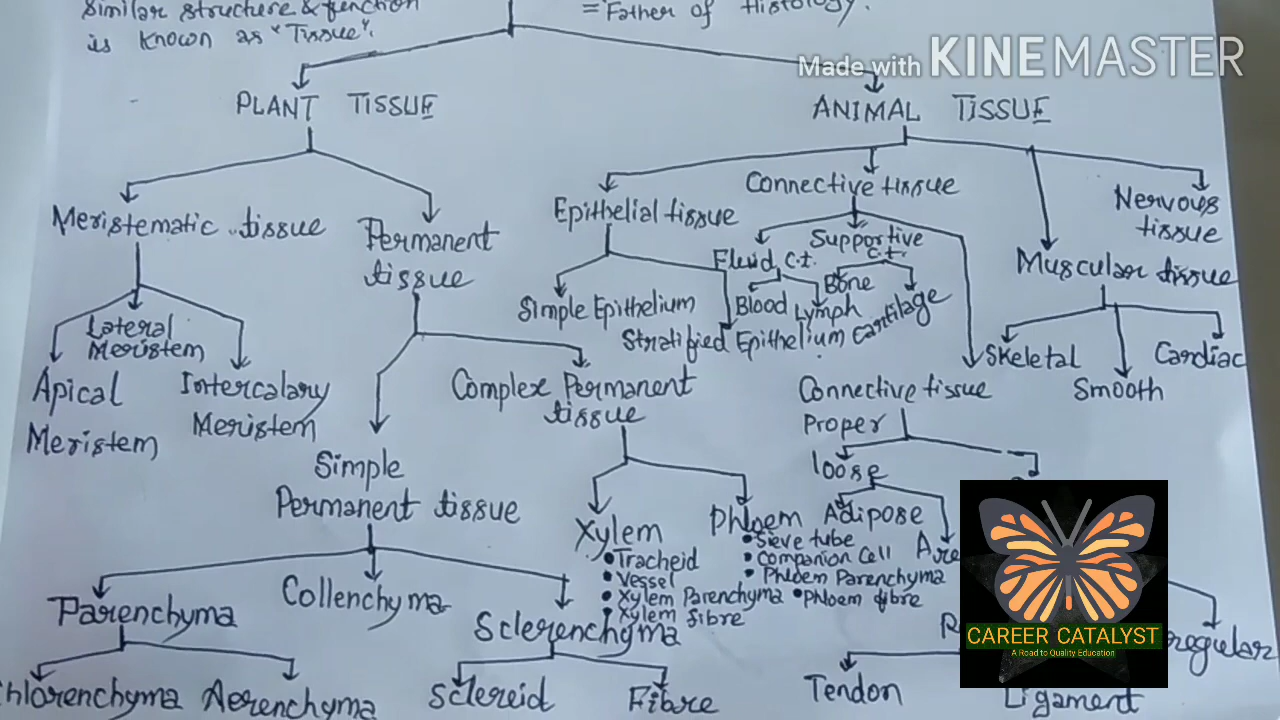 similar structure & function
is known as "Tissue".
= Father of Histology.
Made with KINEMASTER
PLANT TISSUE
ANIMAL TISSUE
Meristematic tissue
Permanent
tissue
Epithelial tissue
Connective tissue
Nervous
tissue
Muscular tissue
Fluid C.t.
Supportive
C.t.
Simple Epithelium
Stratified Epithelium
Blood
Lymph
Bone
Cartilage
Skeletal
Smooth
Cardiac
Lateral
Meristem
Apical
Meristem
Intercalary
Meristem
Complex Permanent
tissue
Connective tissue
Proper
Simple
Permanent tissue
loose
Xylem
• Tracheid
• Vessel
• Xylem Parenchyma
• Xylem fibre
Phloem
• Sieve tube
• Companion Cell
• Phloem Parenchyma
• Phloem fibre
Adipose
Parenchyma
Collenchyma
Sclerenchyma
CAREER CATALYST
A Road to Quality Education
hlorenchyma
Aerenchyma
Sclereid
Fibre
Tendon
Ligament
regular